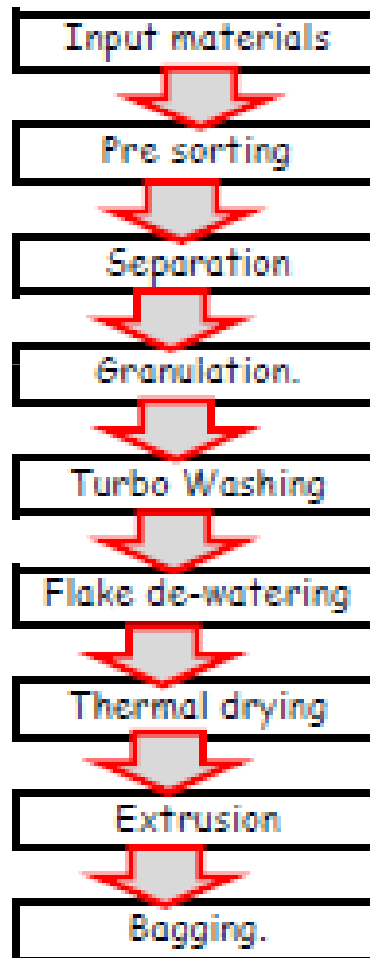 Input materials
Pre sorting
Separation
Granulation.
Turbo Washing
Flake de-watering
Thermal drying
Extrusion
Bagging.